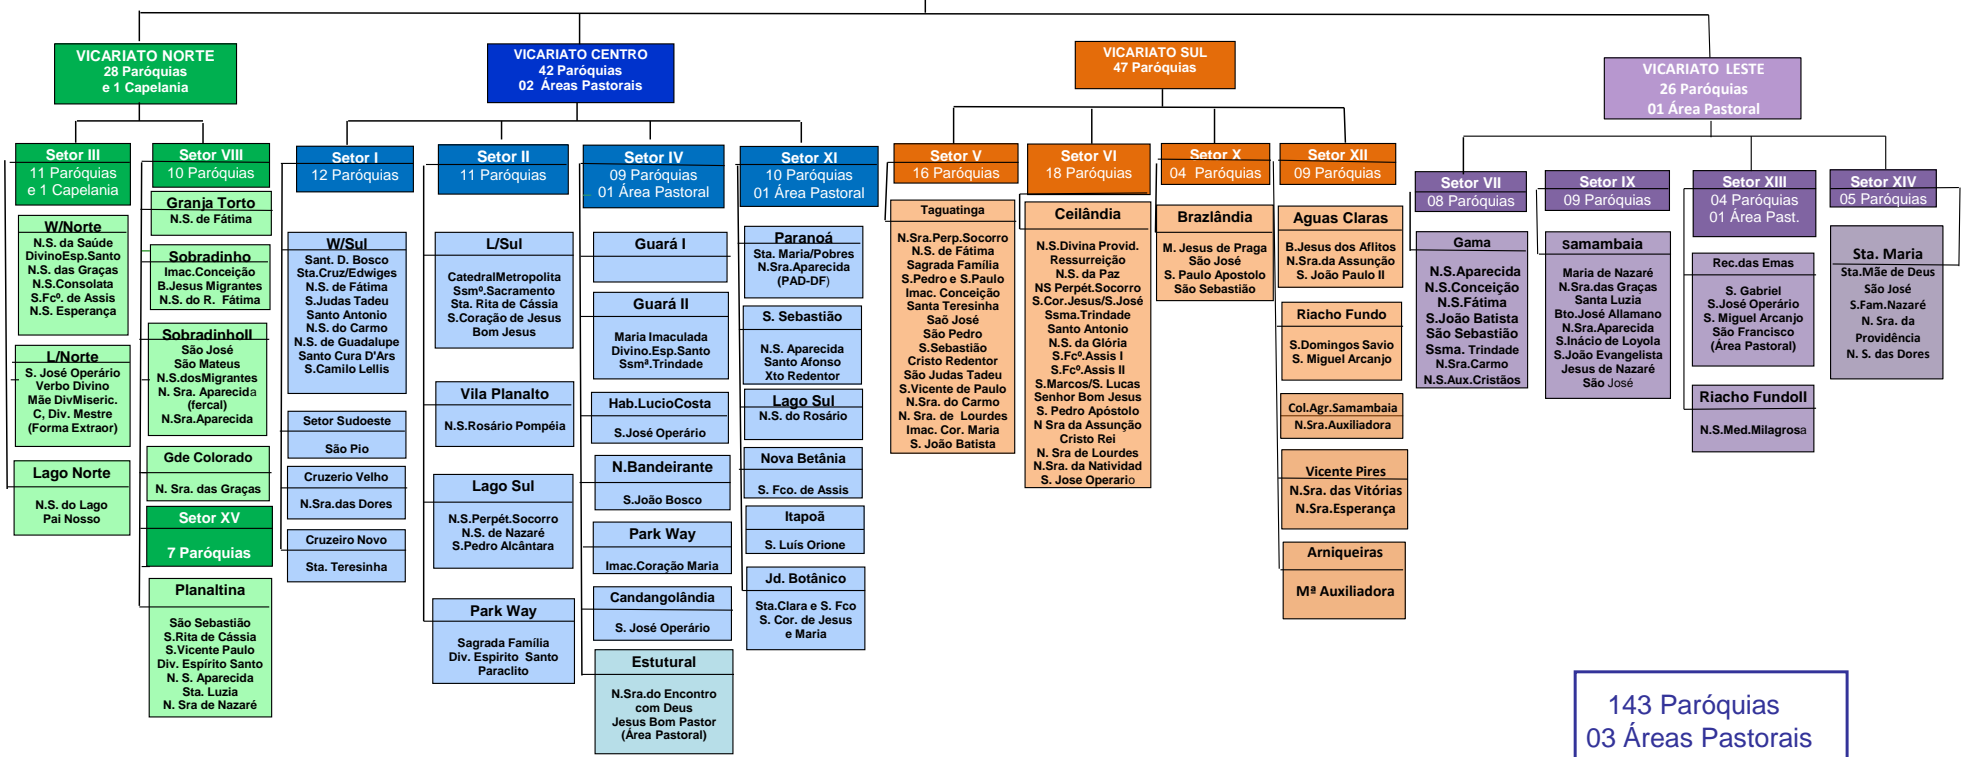 VICARIATO NORTE
28 Paróquias
e 1 Capelania
VICARIATO CENTRO
42 Paróquias
02 Áreas Pastorais
VICARIATO SUL
47 Paróquias
VICARIATO LESTE
26 Paróquias
01 Área Pastoral
Setor III
11 Paróquias
e 1 Capelania
W/Norte
N.S. da Saúde
DivinoEsp.Santo
N.S. das Graças
N.S.Consolata
S.Fcº. de Assis
N.S. Esperança
L/Norte
S. José Operário
Verbo Divino
Mãe DivMiseric.
C, Div. Mestre
(Forma Extraor)
Lago Norte
N.S. do Lago
Pai Nosso
Setor VIII
10 Paróquias
Granja Torto
N.S. de Fátima
Sobradinho
Imac.Conceição
B.Jesus Migrantes
N.S. do R. Fátima
SobradinhoII
São José
São Mateus
N.S.dosMigrantes
N. Sra. Aparecida
(fercal)
N.Sra.Aparecida
Gde Colorado
N. Sra. das Graças
Setor XV
7 Paróquias
Planaltina
São Sebastião
S.Rita de Cássia
S.Vicente Paulo
Div. Espírito Santo
N. S. Aparecida
Sta. Luzia
N. Sra de Nazaré
Setor I
12 Paróquias
W/Sul
Sant. D. Bosco
Sta.Cruz/Edwiges
N.S. de Fátima
S.Judas Tadeu
Santo Antonio
N.S. do Carmo
N.S. de Guadalupe
Santo Cura D'Ars
S.Camilo Lellis
Setor Sudoeste
São Pio
Cruzerio Velho
N.Sra.das Dores
Cruzeiro Novo
Sta. Teresinha
Setor II
11 Paróquias
L/Sul
CatedralMetropolita
Ssmº.Sacramento
Sta. Rita de Cássia
S.Coração de Jesus
Bom Jesus
Vila Planalto
N.S.Rosário Pompéia
Lago Sul
N.S.Perpét.Socorro
N.S. de Nazaré
S.Pedro Alcântara
Park Way
Sagrada Família
Div. Espirito Santo
Paraclito
Setor IV
09 Paróquias
01 Área Pastoral
Guará I
Guará II
Maria Imaculada
Divino.Esp.Santo
Ssmª.Trindade
Hab.LucioCosta
S.José Operário
N.Bandeirante
S.João Bosco
Park Way
Imac.Coração Maria
Candangolândia
S. José Operário
Estutural
N.Sra.do Encontro
com Deus
Jesus Bom Pastor
(Área Pastoral)
Setor XI
10 Paróquias
01 Área Pastoral
Paranoá
Sta. Maria/Pobres
N.Sra.Aparecida
(PAD-DF)
S. Sebastião
N.S. Aparecida
Santo Afonso
Xto Redentor
Lago Sul
N.S. do Rosário
Nova Betânia
S. Fco. de Assis
Itapoã
S. Luís Orione
Jd. Botânico
Sta.Clara e S. Fco
S. Cor. de Jesus
e Maria
Setor V
16 Paróquias
Taguatinga
N.Sra.Perp.Socorro
N.S. de Fátima
Sagrada Família
S.Pedro e S.Paulo
Imac. Conceição
Santa Teresinha
Saõ José
São Pedro
S.Sebastião
Cristo Redentor
São Judas Tadeu
S.Vicente de Paulo
N.Sra. do Carmo
N. Sra. de Lourdes
Imac. Cor. Maria
S. João Batista
Setor VI
18 Paróquias
Ceilândia
N.S.Divina Provid.
Ressurreição
N.S. da Paz
NS Perpét.Socorro
S.Cor.Jesus/S.José
Ssma.Trindade
Santo Antonio
N.S. da Glória
S.Fcº.Assis I
S.Fcº.Assis II
S.Marcos/S. Lucas
Senhor Bom Jesus
S. Pedro Apóstolo
N Sra da Assunção
Cristo Rei
N. Sra de Lourdes
N.Sra. da Natividad
S. Jose Operario
Setor X
04 Paróquias
Brazlândia
M. Jesus de Praga
São José
S. Paulo Apostolo
São Sebastião
Setor XII
09 Paróquias
Aguas Claras
B.Jesus dos Aflitos
N.Sra.da Assunção
S. João Paulo II
Riacho Fundo
S.Domingos Savio
S. Miguel Arcanjo
Col.Agr.Samambaia
N.Sra.Auxiliadora
Vicente Pires
N.Sra. das Vitórias
N.Sra.Esperança
Arniqueiras
Mª Auxiliadora
Setor VII
08 Paróquias
Gama
N.S.Aparecida
N.S.Conceição
N.S.Fátima
S.João Batista
São Sebastião
Ssma. Trindade
N.Sra.Carmo
N.S.Aux.Cristãos
Setor IX
09 Paróquias
samambaia
Maria de Nazaré
N.Sra.das Graças
Santa Luzia
Bto.José Allamano
N.Sra.Aparecida
S.Inácio de Loyola
S.João Evangelista
Jesus de Nazaré
São José
Setor XIII
04 Paróquias
01 Área Past.
Rec.das Emas
S. Gabriel
S.José Operário
S. Miguel Arcanjo
São Francisco
(Área Pastoral)
Riacho FundoII
N.S.Med.Milagrosa
Setor XIV
05 Paróquias
Sta. Maria
Sta.Mãe de Deus
São José
S.Fam.Nazaré
N. Sra. da
Providência
N. S. das Dores
143 Paróquias
03 Áreas Pastorais